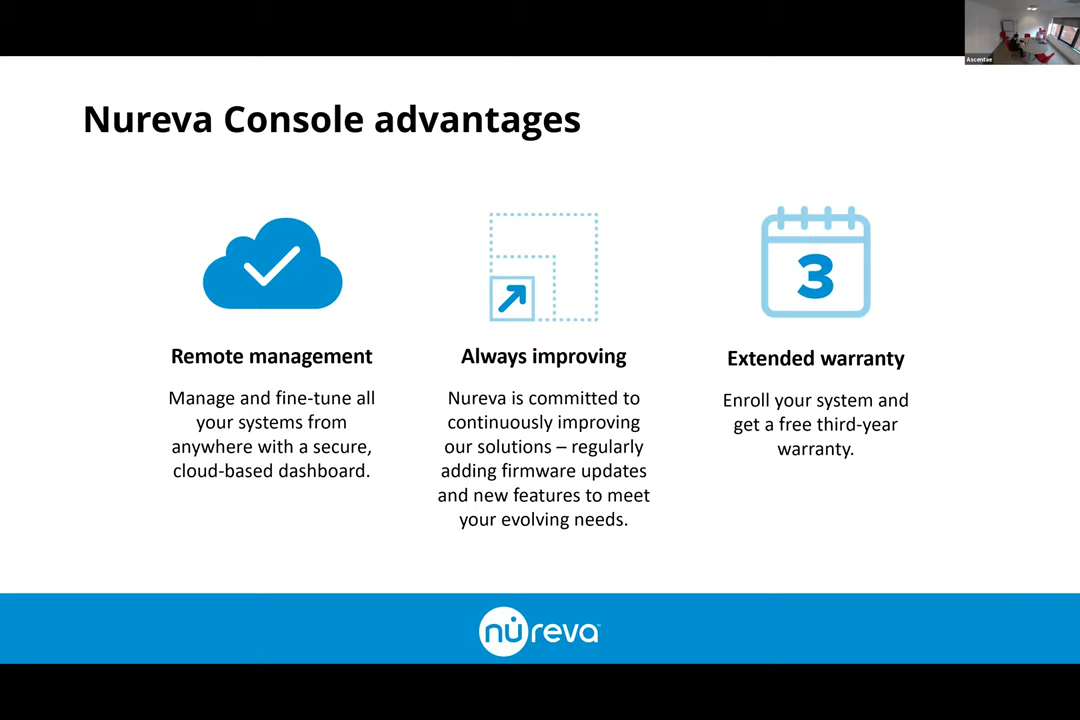 Ascentae
Nureva Console advantages
3
Remote management
Manage and fine-tune all
your systems from
anywhere with a secure,
cloud-based dashboard.
Always improving
Nureva is committed to
continuously improving
our solutions – regularly
adding firmware updates
and new features to meet
your evolving needs.
Extended warranty
Enroll your system and
get a free third-year
warranty.
nureva™